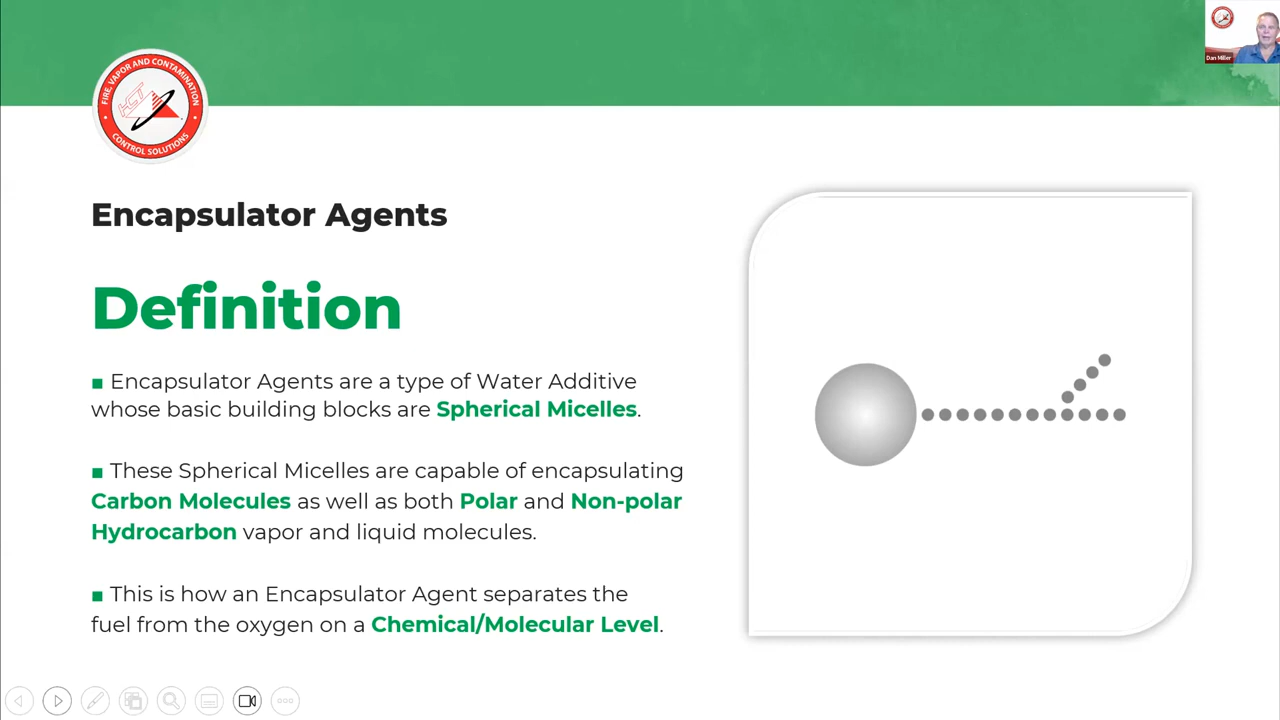 FIRE, VAPOR AND CONTAMINATION
HCT
CONTROL SOLUTIONS
Dan Miller
Encapsulator Agents
Definition
■ Encapsulator Agents are a type of Water Additive
whose basic building blocks are Spherical Micelles.
■ These Spherical Micelles are capable of encapsulating
Carbon Molecules as well as both Polar and Non-polar
Hydrocarbon vapor and liquid molecules.
■ This is how an Encapsulator Agent separates the
fuel from the oxygen on a Chemical/Molecular Level.